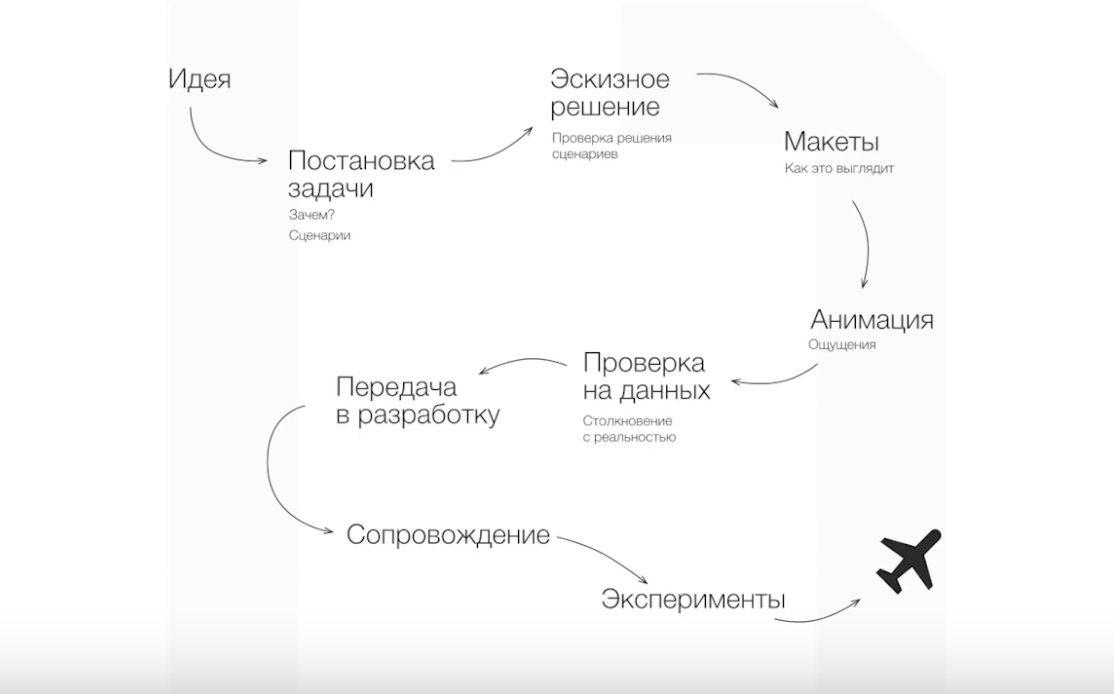 Идея
Постановка
задачи
Зачем?
Сценарии
Эскизное
решение
Проверка решения
сценариев
Макеты
Как это выглядит
Анимация
Ощущения
Проверка
на данных
Столкновение
с реальностью
Передача
в разработку
Сопровождение
Эксперименты